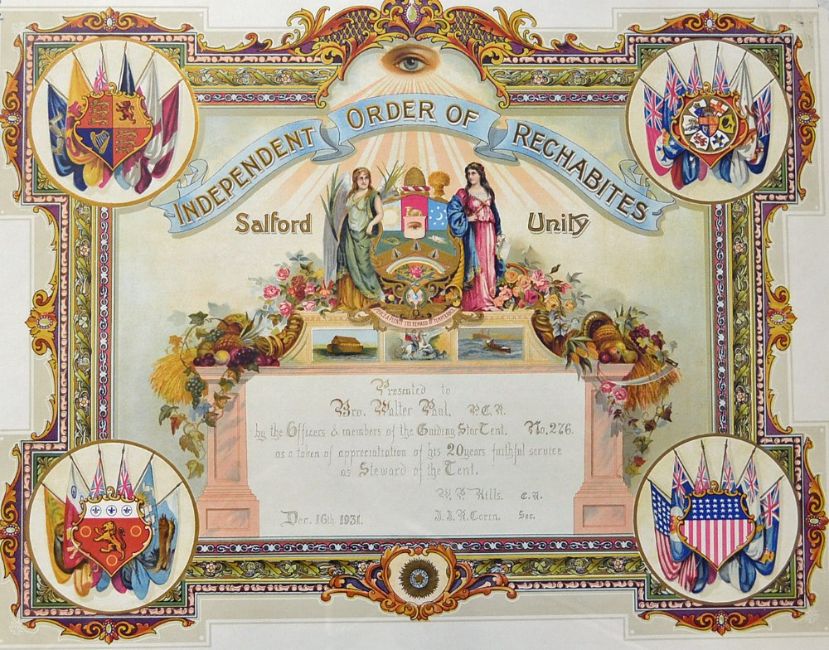 INDEPENDENT ORDER OF RECHABITES
Salford Unity
Presented to
Bro. Walter Paul, P.C.R.
by the Officers & members of the Guiding Star Tent. No. 276.
as a token of appreciation of his 20 years faithful service
as Steward of the Tent.
Hills. C.R.
Dec. 16th 1931. Corin. Sec.